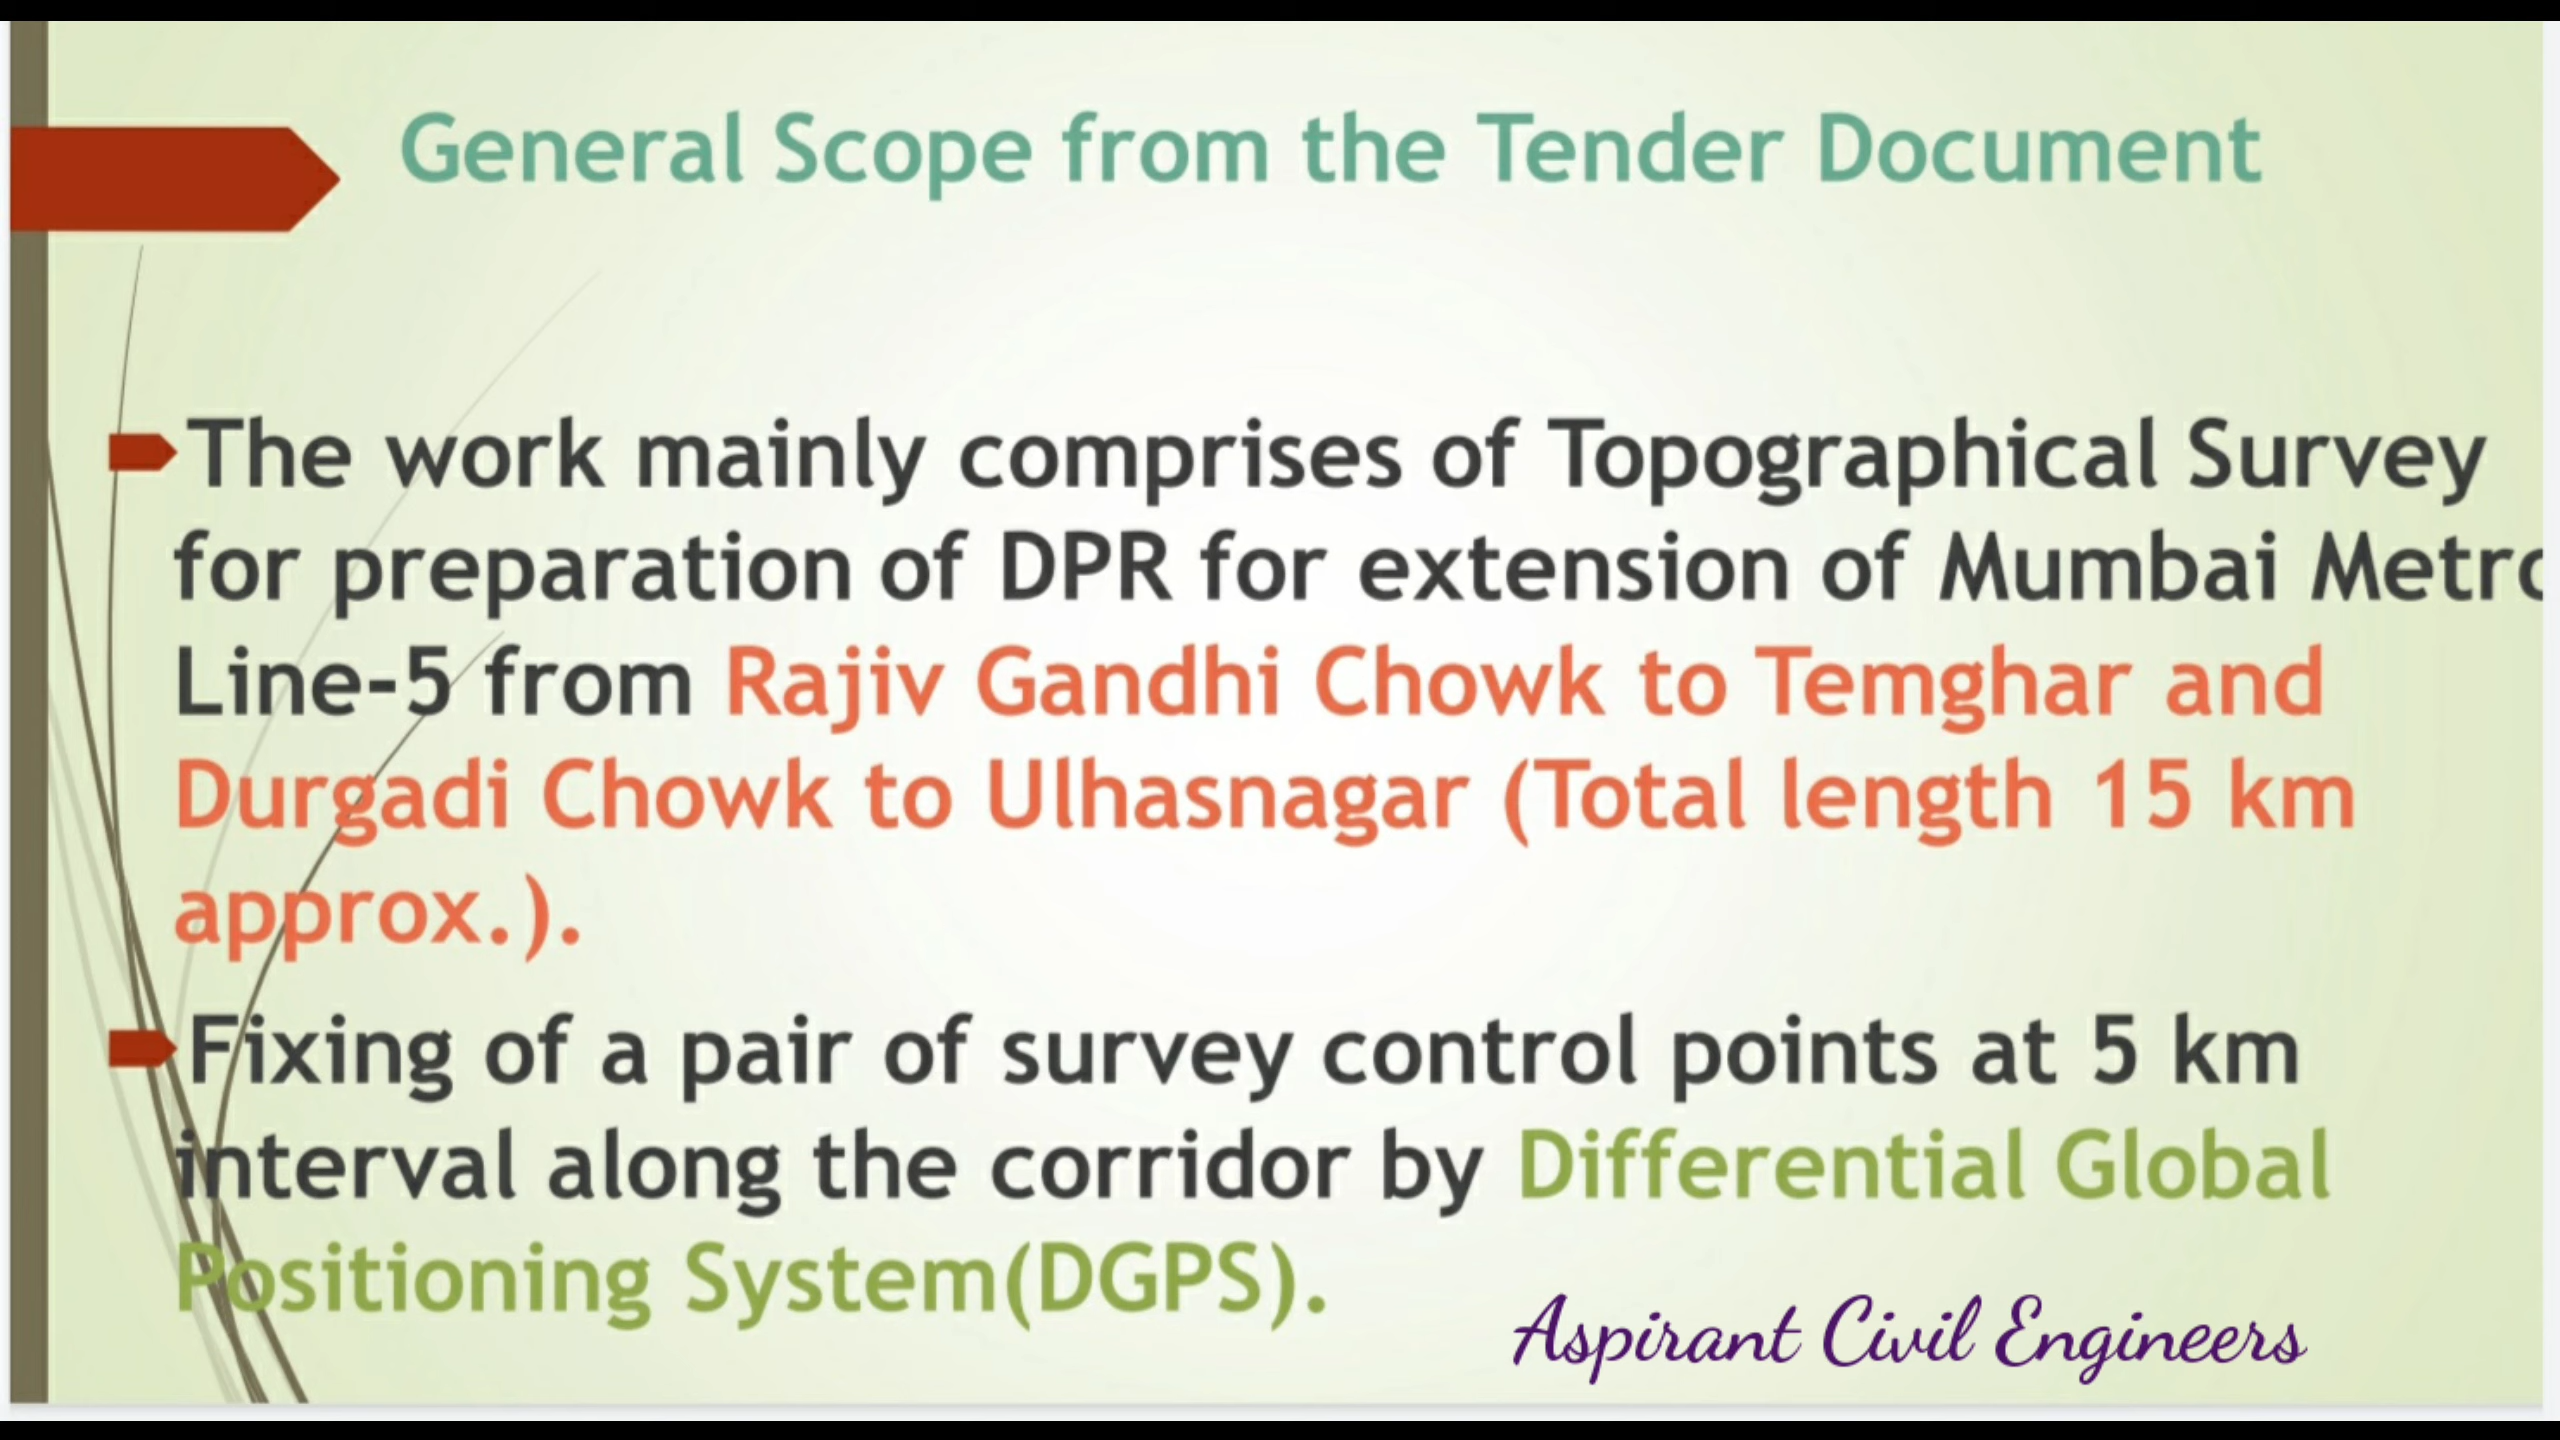 General Scope from the Tender Document
The work mainly comprises of Topographical Survey
for preparation of DPR for extension of Mumbai Metro
Line-5 from Rajiv Gandhi Chowk to Temghar and
Durgadi Chowk to Ulhasnagar (Total length 15 km
approx.).
Fixing of a pair of survey control points at 5 km
interval along the corridor by Differential Global
Positioning System(DGPS).
Aspirant Civil Engineers